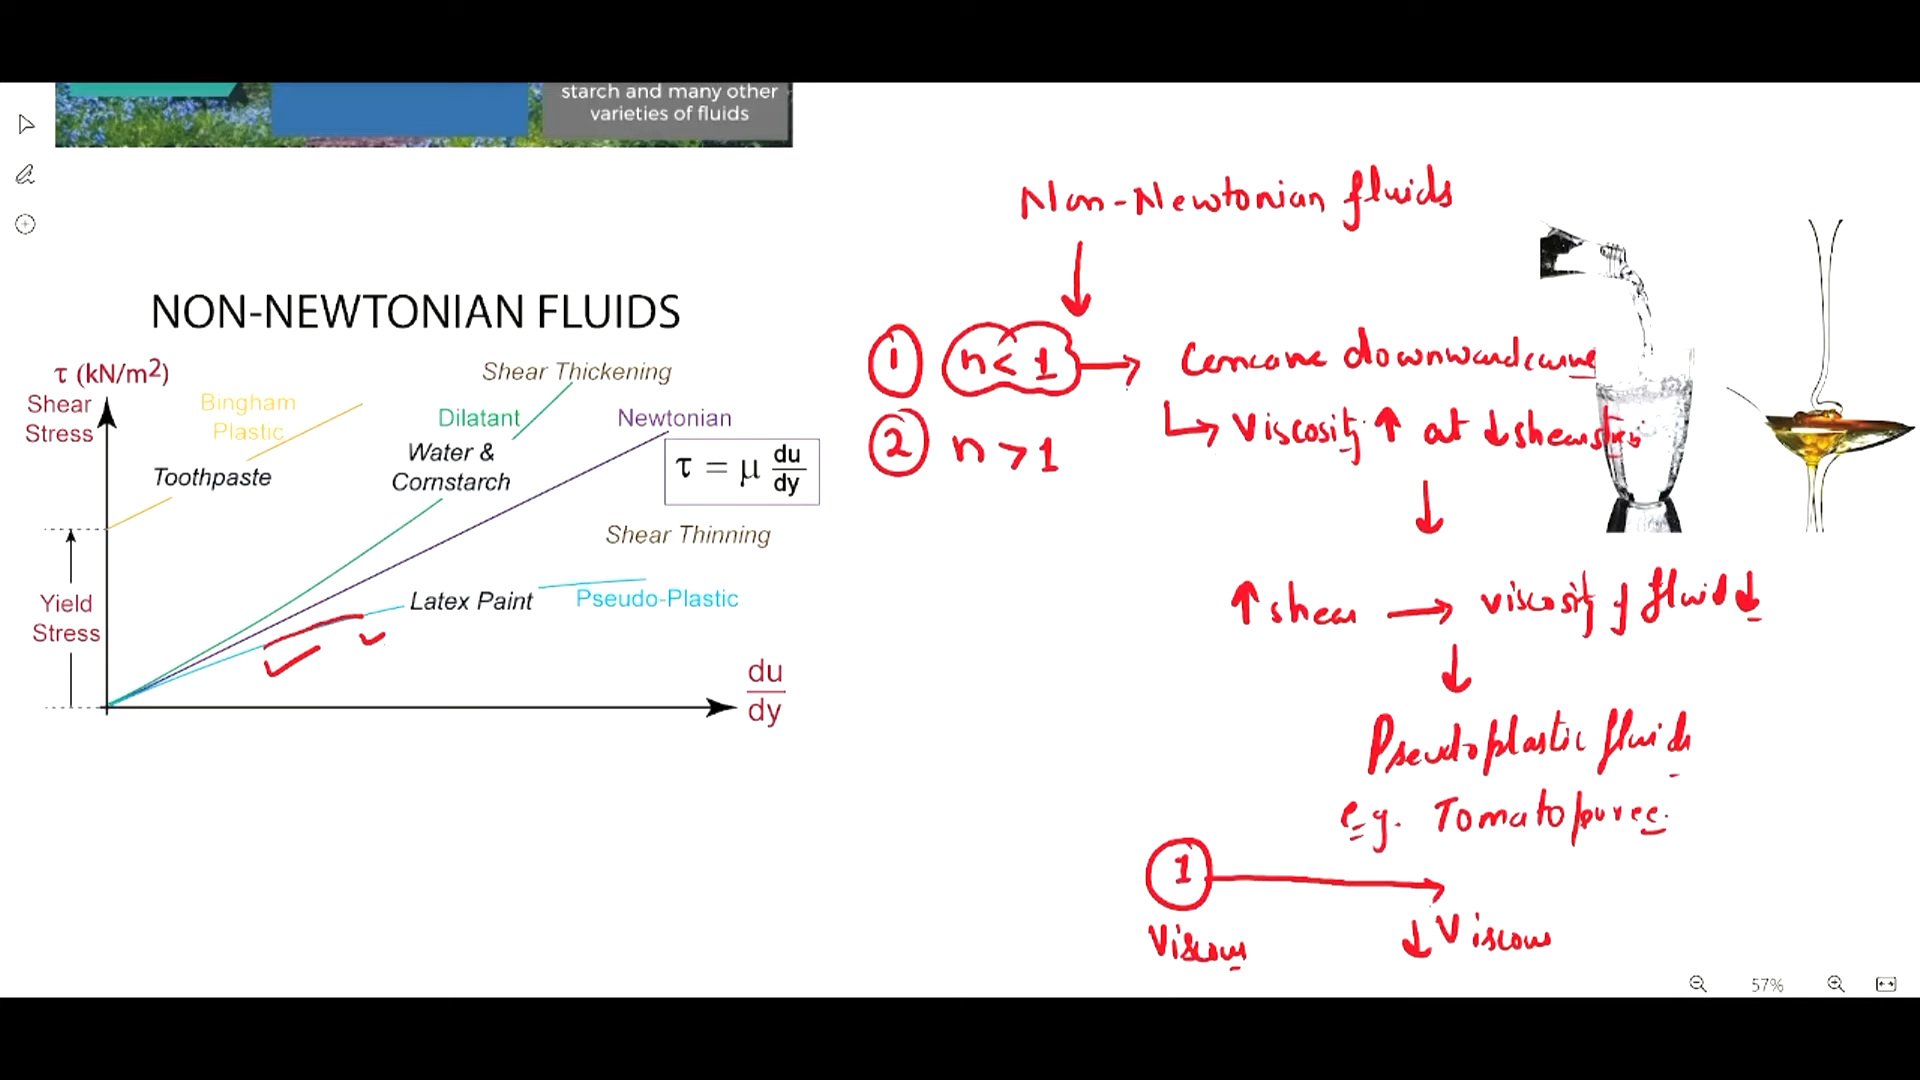 starch and many other
varieties of fluids
NON-NEWTONIAN FLUIDS
τ (kN/m2)
Shear
Stress
Bingham
Plastic
Toothpaste
Shear Thickening
Dilatant
Water &
Cornstarch
Newtonian
τ = μ du/dy
Shear Thinning
Latex Paint
Pseudo-Plastic
Yield
Stress
du
dy
Non-Newtonian fluids
↓
① n < 1 → Concave downward curve
↳ Viscosity ↑ at ↓ shear
② n > 1
↓
↑ shear → viscosity of fluid ↓
↓
Pseudoplastic fluids
e.g. Tomato puree.
① →
Viscous ↓ Viscous
57%